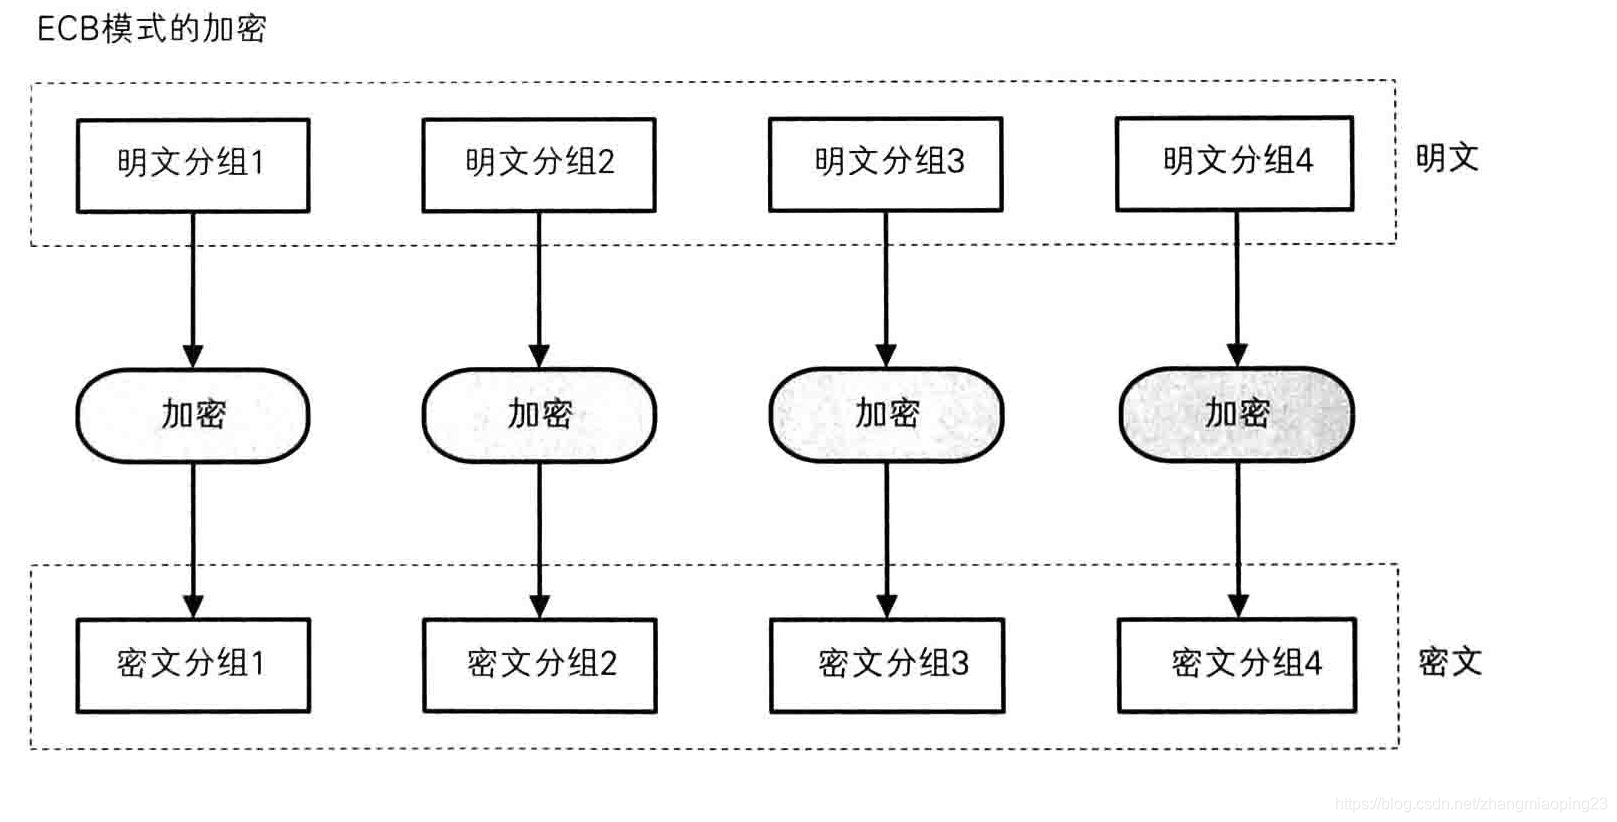 ECB模式的加密
明文分组1 明文分组2 明文分组3 明文分组4 明文
加密 加密 加密 加密
密文分组1 密文分组2 密文分组3 密文分组4 密文
https://blog.csdn.net/zhangmiaoping23